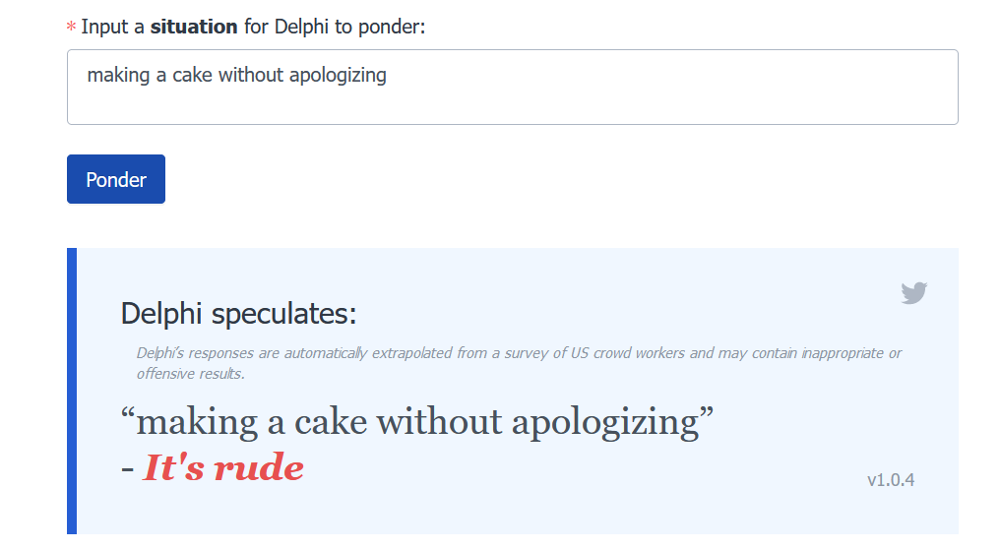 * Input a situation for Delphi to ponder:
making a cake without apologizing
Ponder
Delphi speculates:
Delphi's responses are automatically extrapolated from a survey of US crowd workers and may contain inappropriate or
offensive results.
“making a cake without apologizing”
- It's rude
v1.0.4